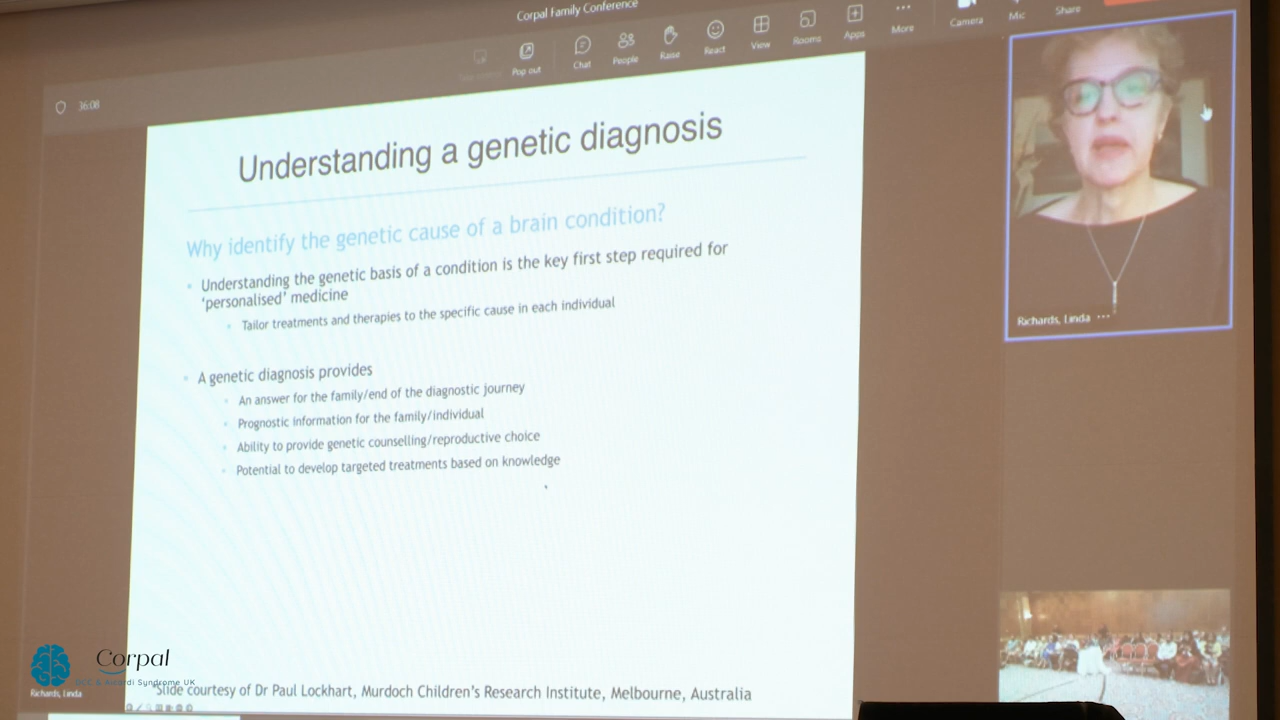 Corpal Family Conference
Pop out
Chat
People
Raise
React
View
Rooms
Apps
More
Camera
Mic
Share
36:08
Understanding a genetic diagnosis
Why identify the genetic cause of a brain condition?
Understanding the genetic basis of a condition is the key first step required for
'personalised' medicine
Tailor treatments and therapies to the specific cause in each individual
A genetic diagnosis provides
An answer for the family/end of the diagnostic journey
Prognostic information for the family/individual
Ability to provide genetic counselling/reproductive choice
Potential to develop targeted treatments based on knowledge
Richards, Linda ...
Corpal
DCC & Aicardi Syndrome UK
Richards, Linda
*Slide courtesy of Dr Paul Lockhart, Murdoch Children's Research Institute, Melbourne, Australia